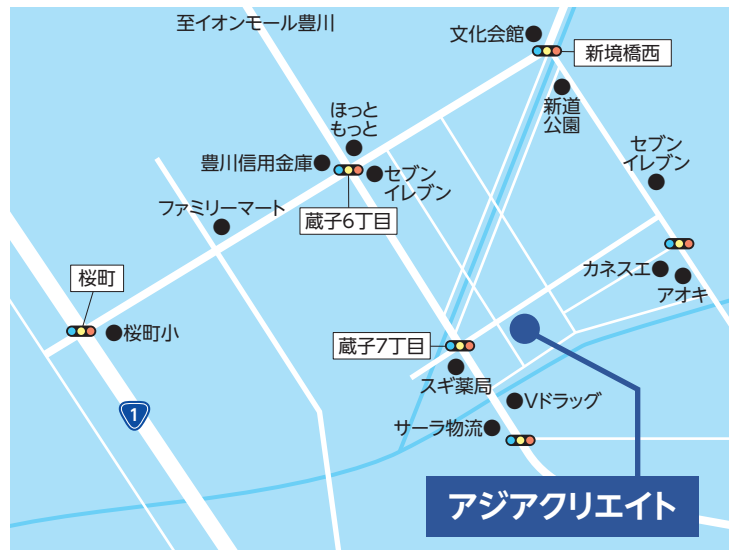 至イオンモール豊川
文化会館
新境橋西
新道
公園
ほっと
もっと
豊川信用金庫
セブン
イレブン
セブン
イレブン
ファミリーマート
蔵子6丁目
カネスエ
アオキ
桜町
桜町小
蔵子7丁目
スギ薬局
Vドラッグ
サーラ物流
1
アジアクリエイト